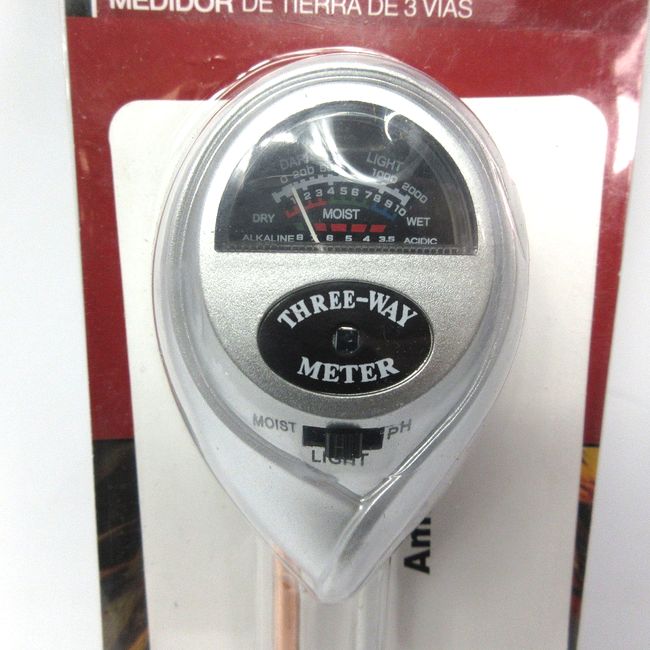 MEDIDOR DE TIERRA DE 3 VIAS
LIGHT
0 200
1000 2000
1 2 3 4 5 6 7 8 9 10
DRY MOIST WET
ALKALINE 8 7 6 5 4 3.5 ACIDIC
THREE-WAY
METER
MOIST PH
LIGHT